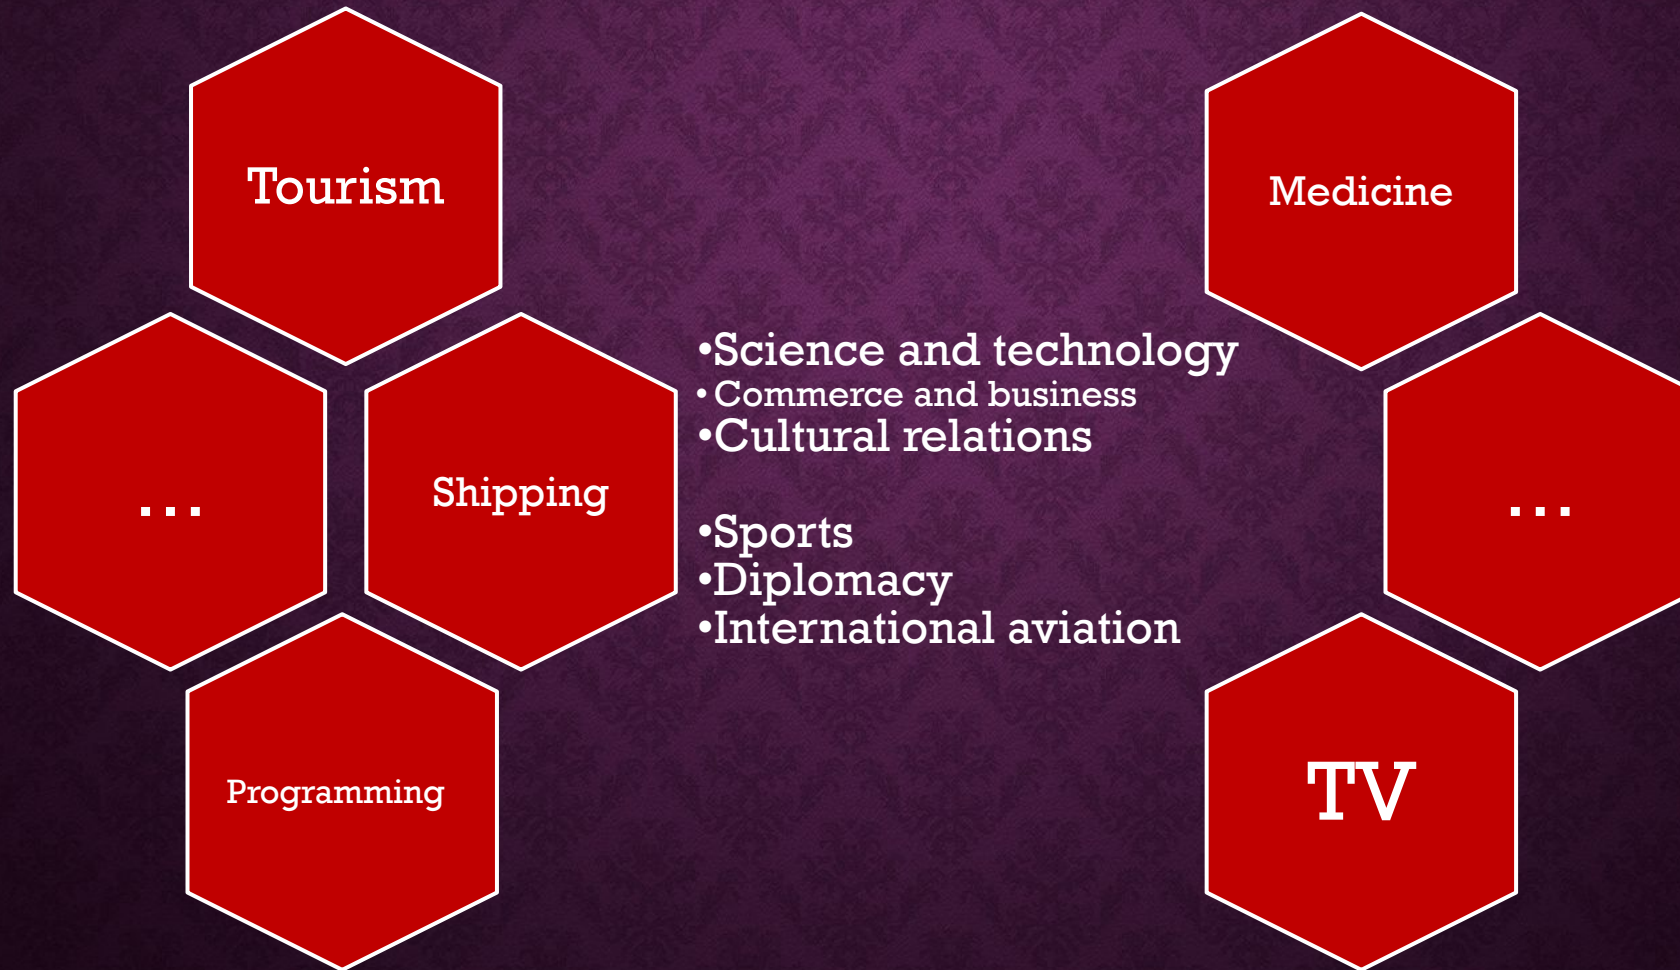 Tourism
Medicine
...
Shipping
•Science and technology
•Commerce and business
•Cultural relations
•Sports
•Diplomacy
•International aviation
...
Programming
TV